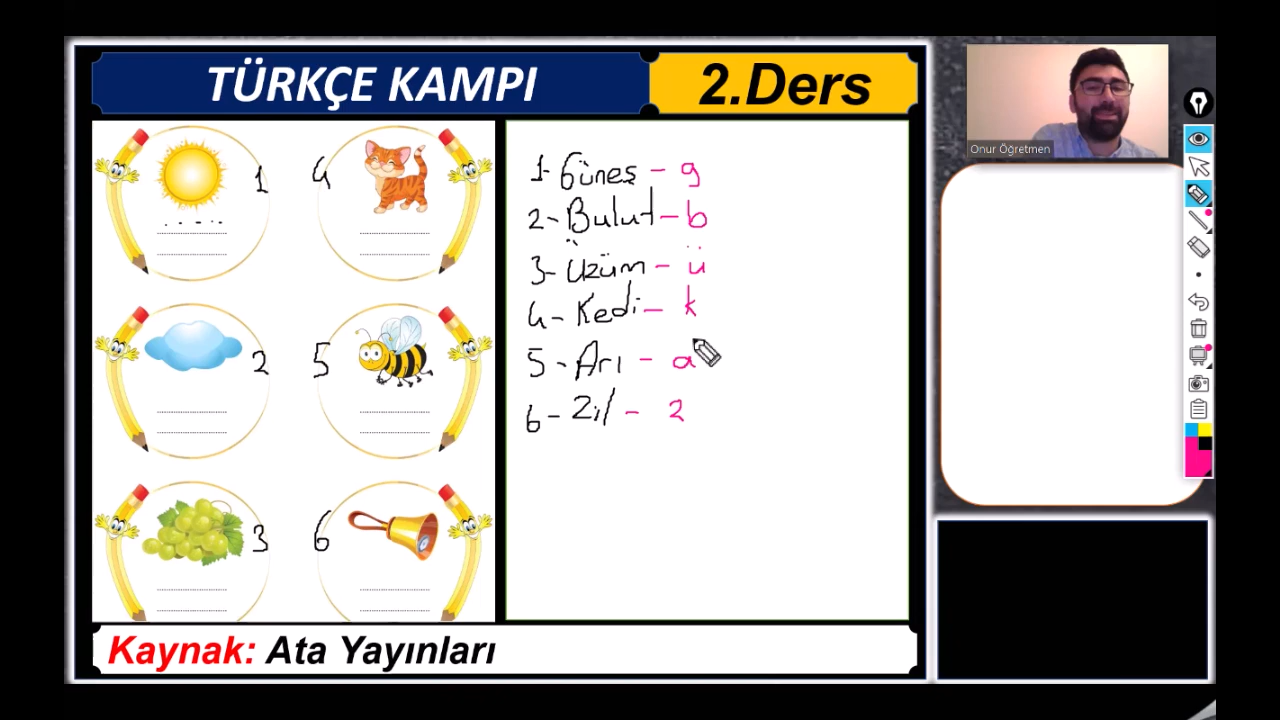 TÜRKÇE KAMPI
2.Ders
Onur Öğretmen
1
4
2
5
3
6
1- Güneş - g
2- Bulut - b
3- Üzüm - ü
4- Kedi - k
5- Arı - a
6- Zil - z
Kaynak: Ata Yayınları